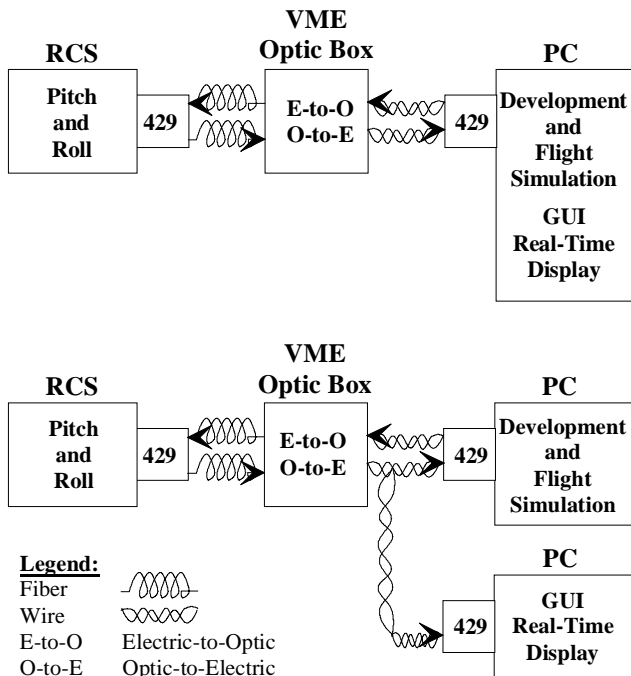 VME
Optic Box
RCS
PC
Pitch
and
Roll
429
E-to-O
O-to-E
429
Development
and
Flight
Simulation
GUI
Real-Time
Display
VME
Optic Box
RCS
PC
Pitch
and
Roll
429
E-to-O
O-to-E
429
Development
and
Flight
Simulation
PC
429
GUI
Real-Time
Display
Legend:
Fiber
Wire
E-to-O Electric-to-Optic
O-to-E Optic-to-Electric